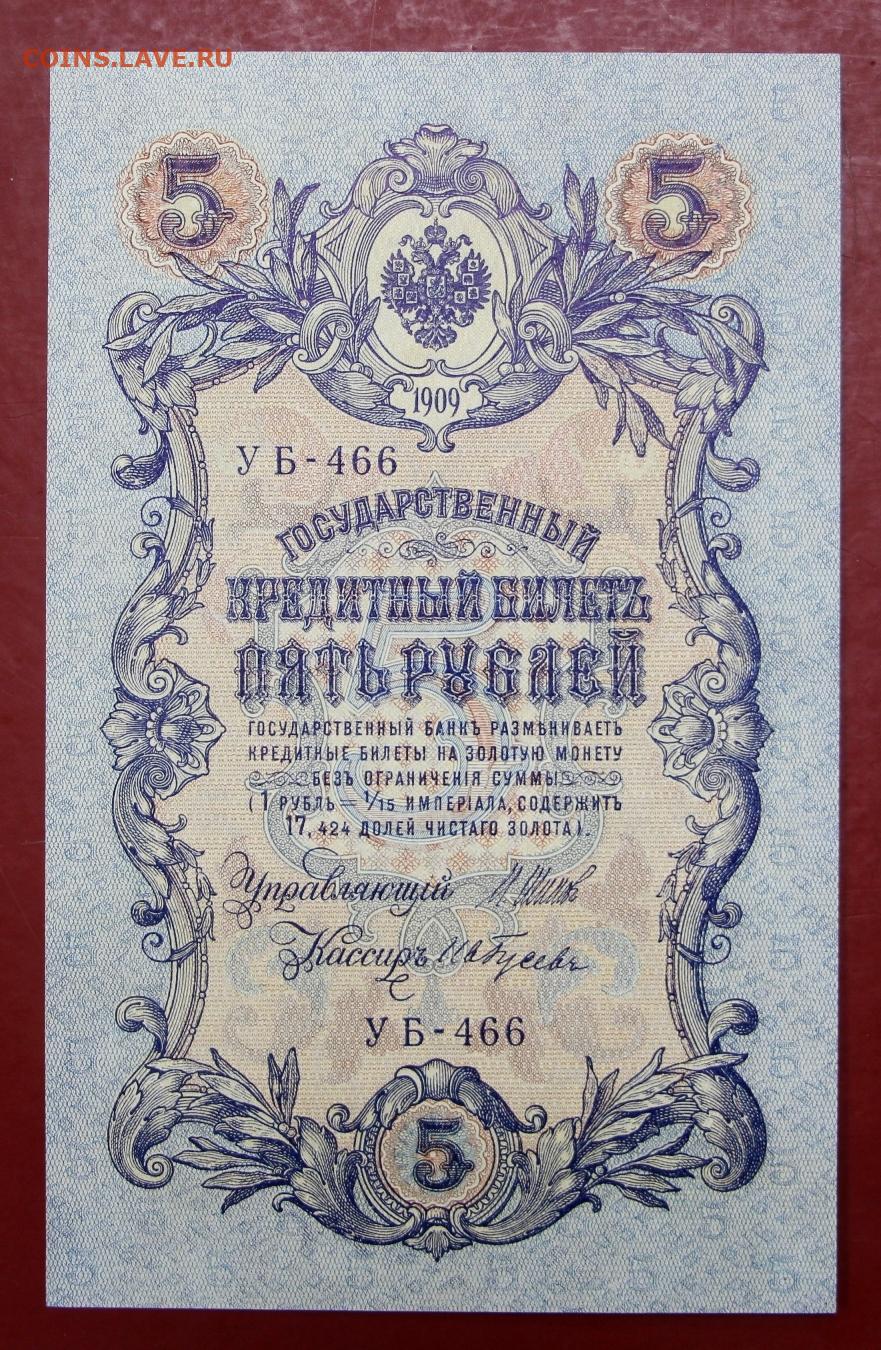 COINS.LAVE.RU
5 5
1909
УБ-466
ГОСУДАРСТВЕННЫЙ
КРЕДИТНЫЙ БИЛЕТЪ
ПЯТЬ РУБЛЕЙ
ГОСУДАРСТВЕННЫЙ БАНКЪ РАЗМѢНИВАЕТЪ
КРЕДИТНЫЕ БИЛЕТЫ НА ЗОЛОТУЮ МОНЕТУ
БЕЗЪ ОГРАНИЧЕНІЯ СУММЫ
(1 РУБЛЬ = 1/15 ИМПЕРІАЛА, СОДЕРЖИТЪ
17,424 ДОЛЕЙ ЧИСТАГО ЗОЛОТА).
Управляющій
Кассиръ
УБ-466
5